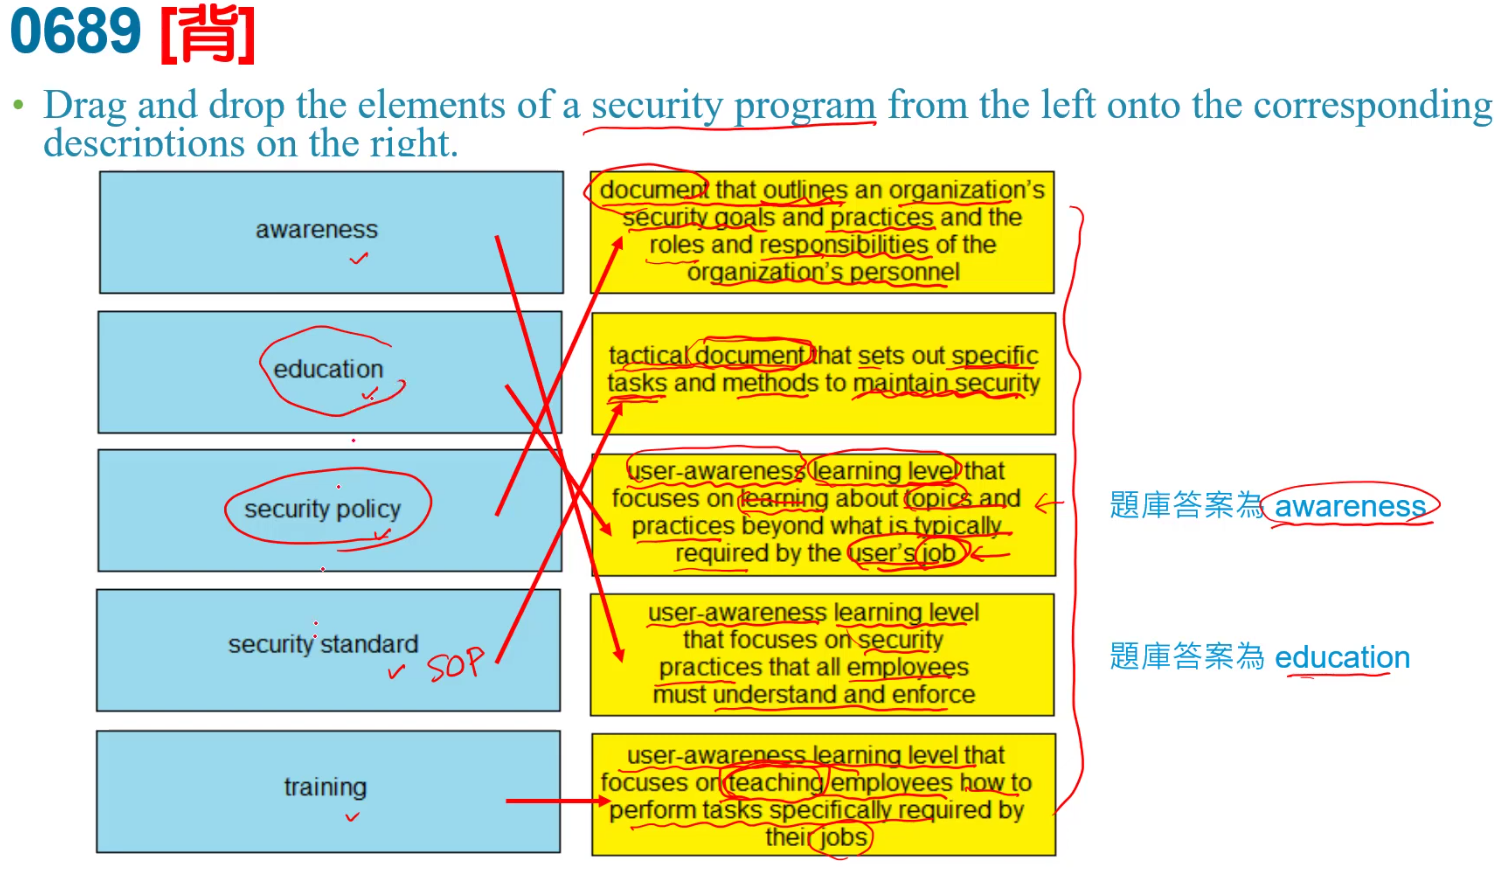 0689 [背]
• Drag and drop the elements of a security program from the left onto the corresponding
descriptions on the right.
awareness
education
security policy
security standard
SOP
training
document that outlines an organization's
security goals and practices and the
roles and responsibilities of the
organization's personnel
tactical document that sets out specific
tasks and methods to maintain security
user-awareness learning level that
focuses on learning about topics and
practices beyond what is typically
required by the user's job
user-awareness learning level
that focuses on security
practices that all employees
must understand and enforce
user-awareness learning level that
focuses on teaching employees how to
perform tasks specifically required by
their jobs
題庫答案為 awareness
題庫答案為 education